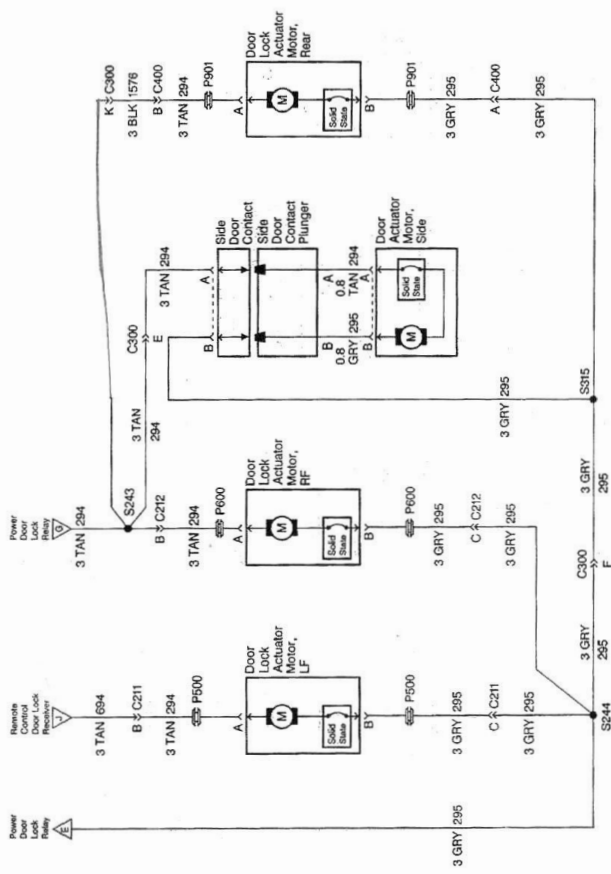 Power
Door
Lock
Relay
E
3 GRY 295
Remote
Control
Door Lock
Receiver
J
3 TAN 694
B C211
3 TAN 294
P500
A
Door
Lock
Actuator
Motor,
LF
M
Solid
State
B
P500
3 GRY 295
C C211
3 GRY 295
S244
Power
Door
Lock
Relay
G
3 TAN 294
S243
B C212
3 TAN 294
P600
A
Door
Lock
Actuator
Motor,
RF
M
Solid
State
B
P600
3 GRY 295
C C212
3 GRY 295
3 GRY
295
C300
F
3 GRY
295
S315
3 TAN
294
C300
E
3 TAN 294
B
A
Side
Door
Contact
Side
Door
Contact
Plunger
B
0.8
GRY 295
B
A
0.8
TAN 294
A
Door
Actuator
Motor,
Side
M
Solid
State
3 GRY 295
K C300
3 BLK 1576
B C400
3 TAN 294
P901
A
Door
Lock
Actuator
Motor,
Rear
M
Solid
State
B
P901
3 GRY 295
A C400
3 GRY 295